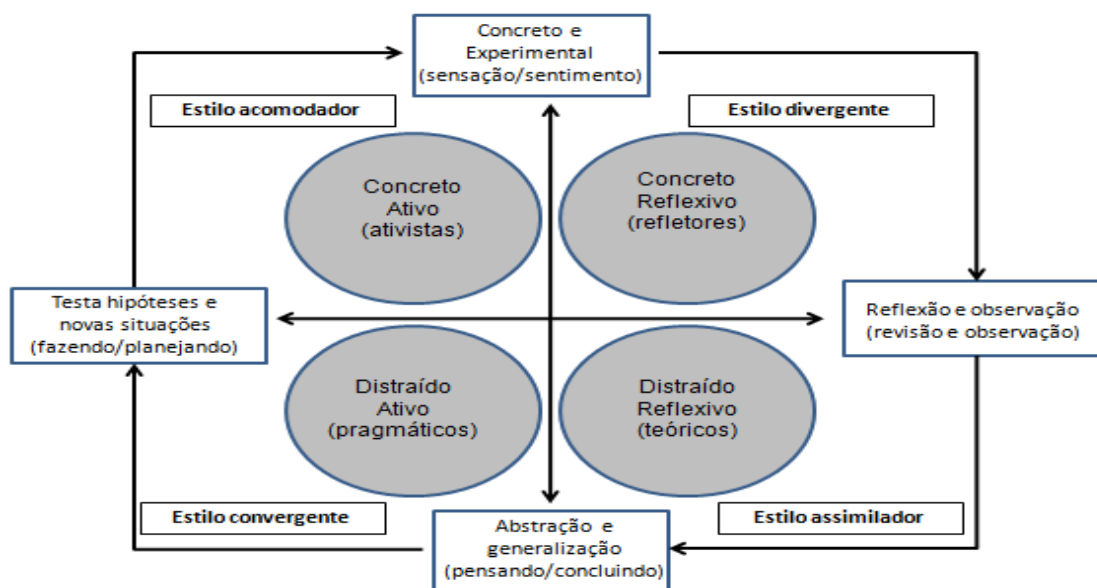 Concreto e
Experimental
(sensação/sentimento)
Estilo acomodador
Estilo divergente
Concreto
Ativo
(ativistas)
Concreto
Reflexivo
(refletores)
Testa hipóteses e
novas situações
(fazendo/planejando)
Reflexão e observação
(revisão e observação)
Distraído
Ativo
(pragmáticos)
Distraído
Reflexivo
(teóricos)
Estilo convergente
Estilo assimilador
Abstração e
generalização
(pensando/concluindo)